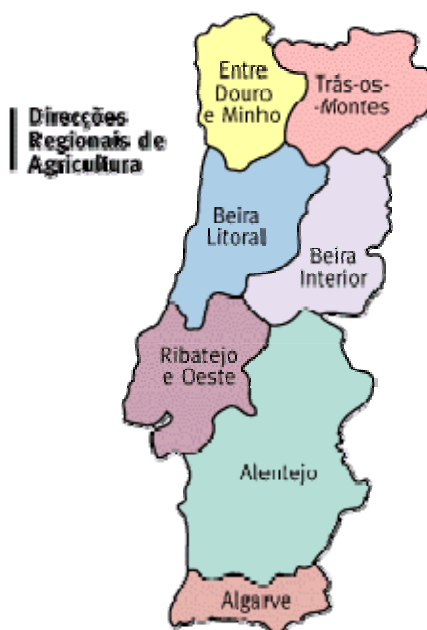 Direcções
Regionais de
Agricultura
Entre
Douro
e Minho
Trás-os-
-Montes
Beira
Litoral
Beira
Interior
Ribatejo
e Oeste
Alentejo
Algarve